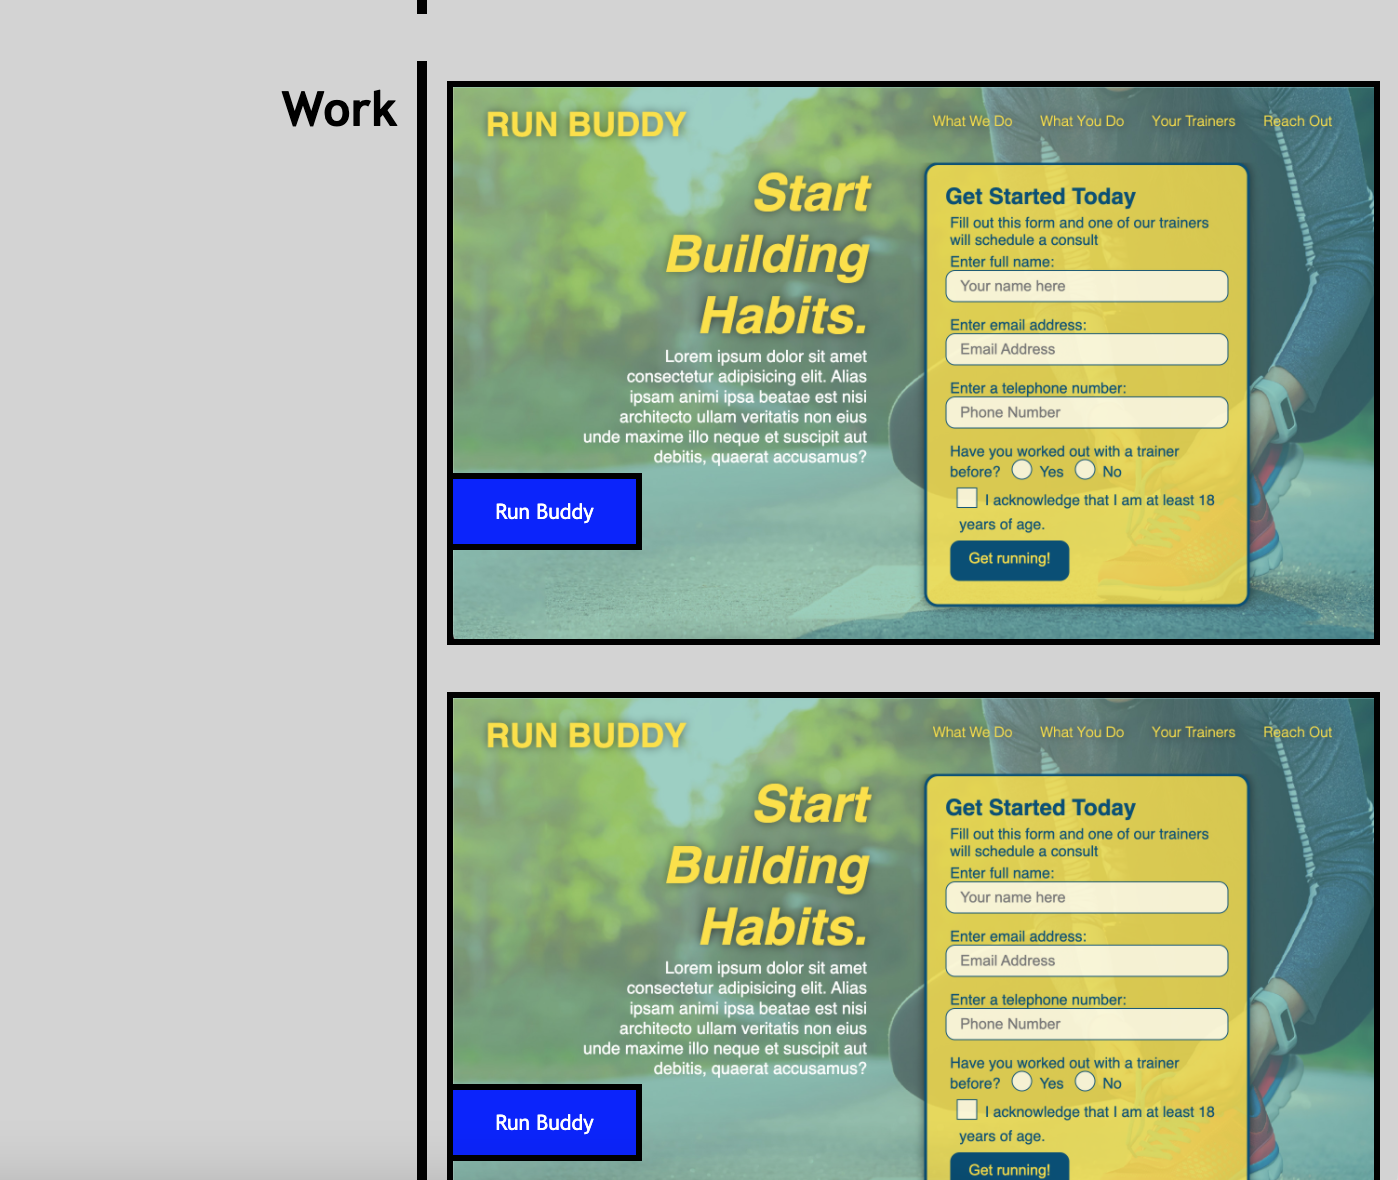 Work
RUN BUDDY
What We Do
What You Do
Your Trainers
Reach Out
Start
Building
Habits.
Lorem ipsum dolor sit amet
consectetur adipisicing elit. Alias
ipsam animi ipsa beatae est nisi
architecto ullam veritatis non eius
unde maxime illo neque et suscipit aut
debitis, quaerat accusamus?
Run Buddy
Get Started Today
Fill out this form and one of our trainers
will schedule a consult
Enter full name:
Your name here
Enter email address:
Email Address
Enter a telephone number:
Phone Number
Have you worked out with a trainer
before? Yes No
I acknowledge that I am at least 18
years of age.
Get running!
RUN BUDDY
What We Do
What You Do
Your Trainers
Reach Out
Start
Building
Habits.
Lorem ipsum dolor sit amet
consectetur adipisicing elit. Alias
ipsam animi ipsa beatae est nisi
architecto ullam veritatis non eius
unde maxime illo neque et suscipit aut
debitis, quaerat accusamus?
Run Buddy
Get Started Today
Fill out this form and one of our trainers
will schedule a consult
Enter full name:
Your name here
Enter email address:
Email Address
Enter a telephone number:
Phone Number
Have you worked out with a trainer
before? Yes No
I acknowledge that I am at least 18
years of age.
Get running!